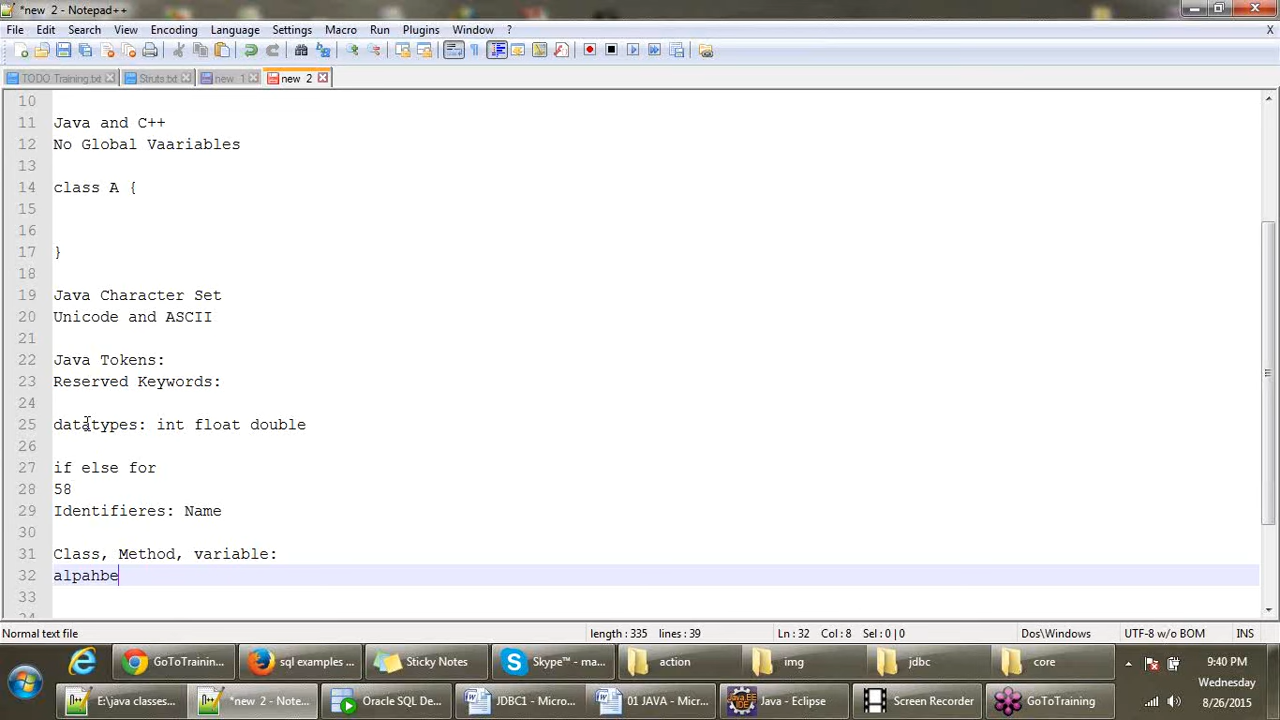 *new 2 - Notepad++
File Edit Search View Encoding Language Settings Macro Run Plugins Window ? X
TODO Training.txt Struts.txt new 1 new 2
10
11 Java and C++
12 No Global Vaariables
13
14 class A {
15
16
17 }
18
19 Java Character Set
20 Unicode and ASCII
21
22 Java Tokens:
23 Reserved Keywords:
24
25 datatypes: int float double
26
27 if else for
28 58
29 Identifieres: Name
30
31 Class, Method, variable:
32 alpahbe
33
Normal text file length : 335 lines : 39 Ln : 32 Col : 8 Sel : 0 | 0 Dos\Windows UTF-8 w/o BOM INS
GoToTrainin... sql examples ... Sticky Notes Skype™ - ma... action img jdbc core 9:40 PM
Wednesday
E:\java classes... *new 2 - Note... Oracle SQL De... JDBC1 - Micro... 01 JAVA - Micr... Java - Eclipse Screen Recorder GoToTraining 8/26/2015